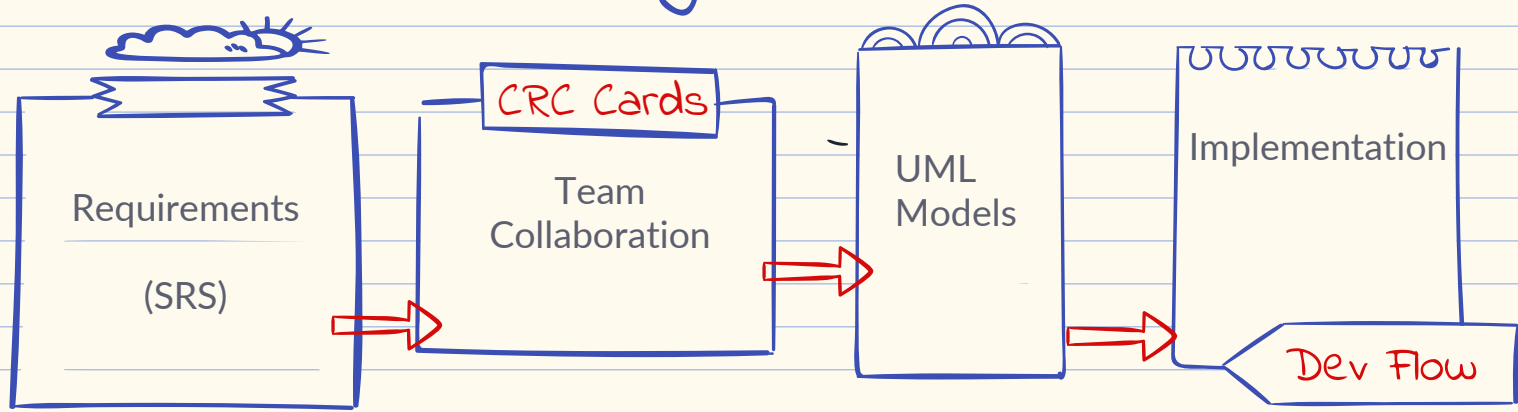 Requirements
(SRS)
CRC Cards
Team
Collaboration
UML
Models
Implementation
Dev Flow